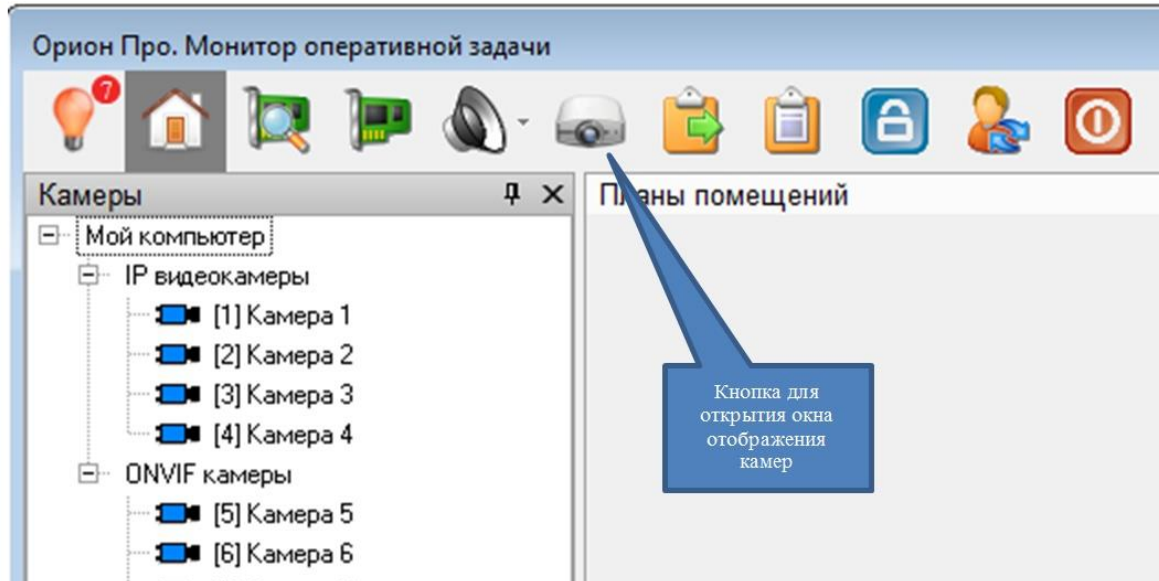 Орион Про. Монитор оперативной задачи
7
Камеры
Планы помещений
Мой компьютер
IP видеокамеры
[1] Камера 1
[2] Камера 2
[3] Камера 3
[4] Камера 4
ONVIF камеры
[5] Камера 5
[6] Камера 6
Кнопка для
открытия окна
отображения
камер